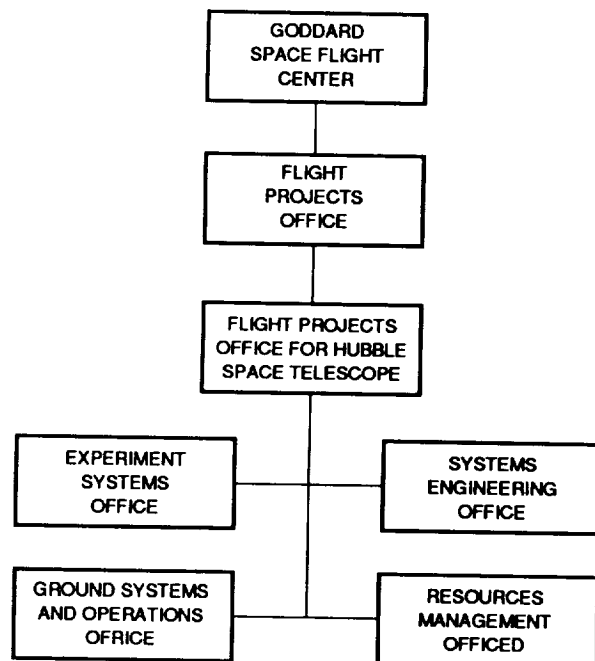 GODDARD
SPACE FLIGHT
CENTER
FLIGHT
PROJECTS
OFFICE
FLIGHT PROJECTS
OFFICE FOR HUBBLE
SPACE TELESCOPE
EXPERIMENT
SYSTEMS
OFFICE
SYSTEMS
ENGINEERING
OFFICE
GROUND SYSTEMS
AND OPERATIONS
OFRICE
RESOURCES
MANAGEMENT
OFFICED